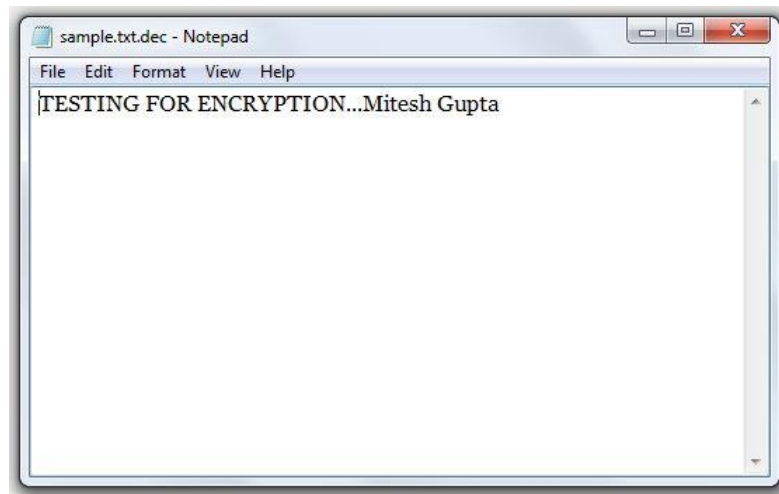 sample.txt.dec - Notepad
File Edit Format View Help
TESTING FOR ENCRYPTION...Mitesh Gupta